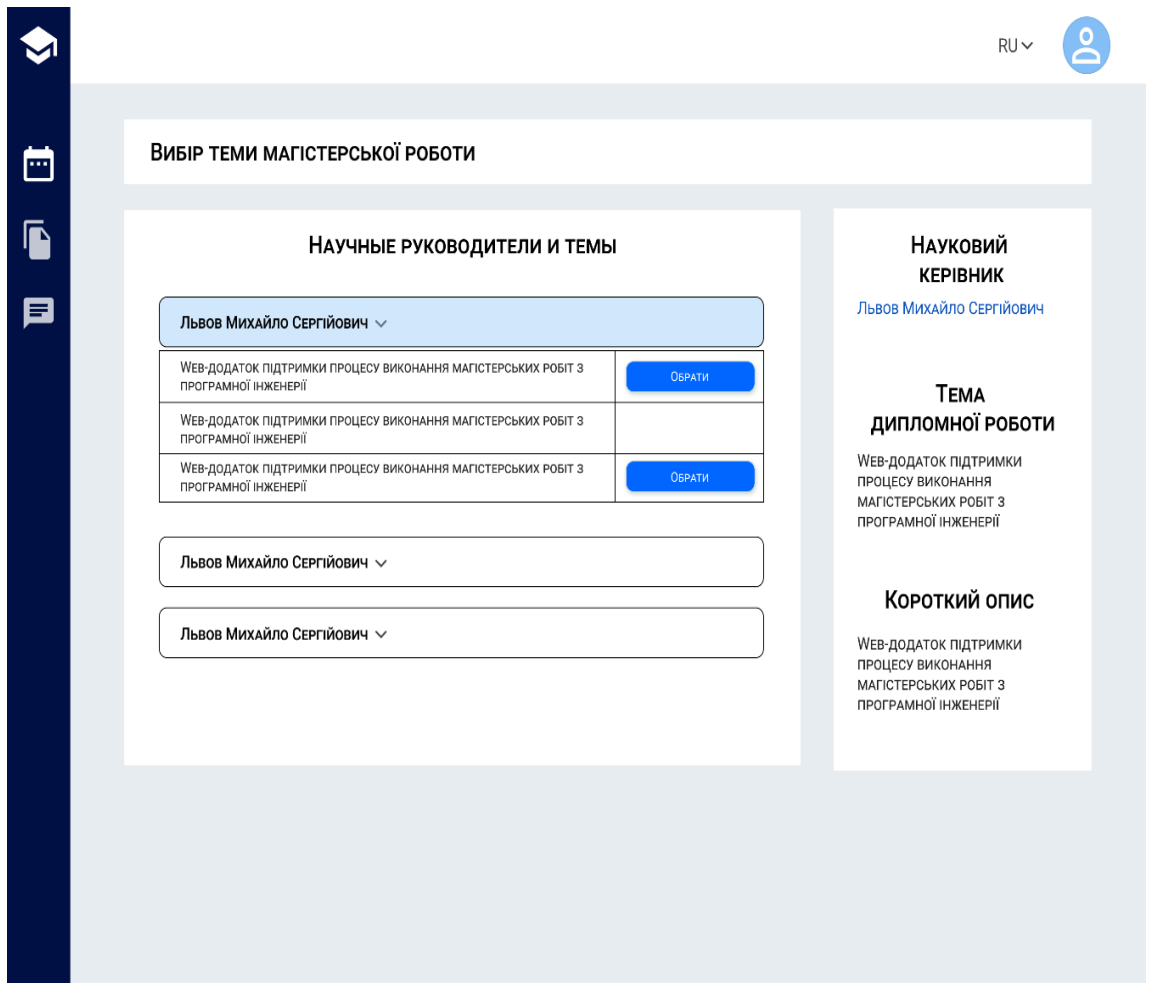 RU
Вибір теми магістерської роботи
Научные руководители и темы
Львов Михайло Сергійович
Web-додаток підтримки процесу виконання магістерських робіт з
програмної інженерії
Обрати
Web-додаток підтримки процесу виконання магістерських робіт з
програмної інженерії
Web-додаток підтримки процесу виконання магістерських робіт з
програмної інженерії
Обрати
Львов Михайло Сергійович
Львов Михайло Сергійович
Науковий
керівник
Львов Михайло Сергійович
Тема
дипломної роботи
Web-додаток підтримки
процесу виконання
магістерських робіт з
програмної інженерії
Короткий опис
Web-додаток підтримки
процесу виконання
магістерських робіт з
програмної інженерії